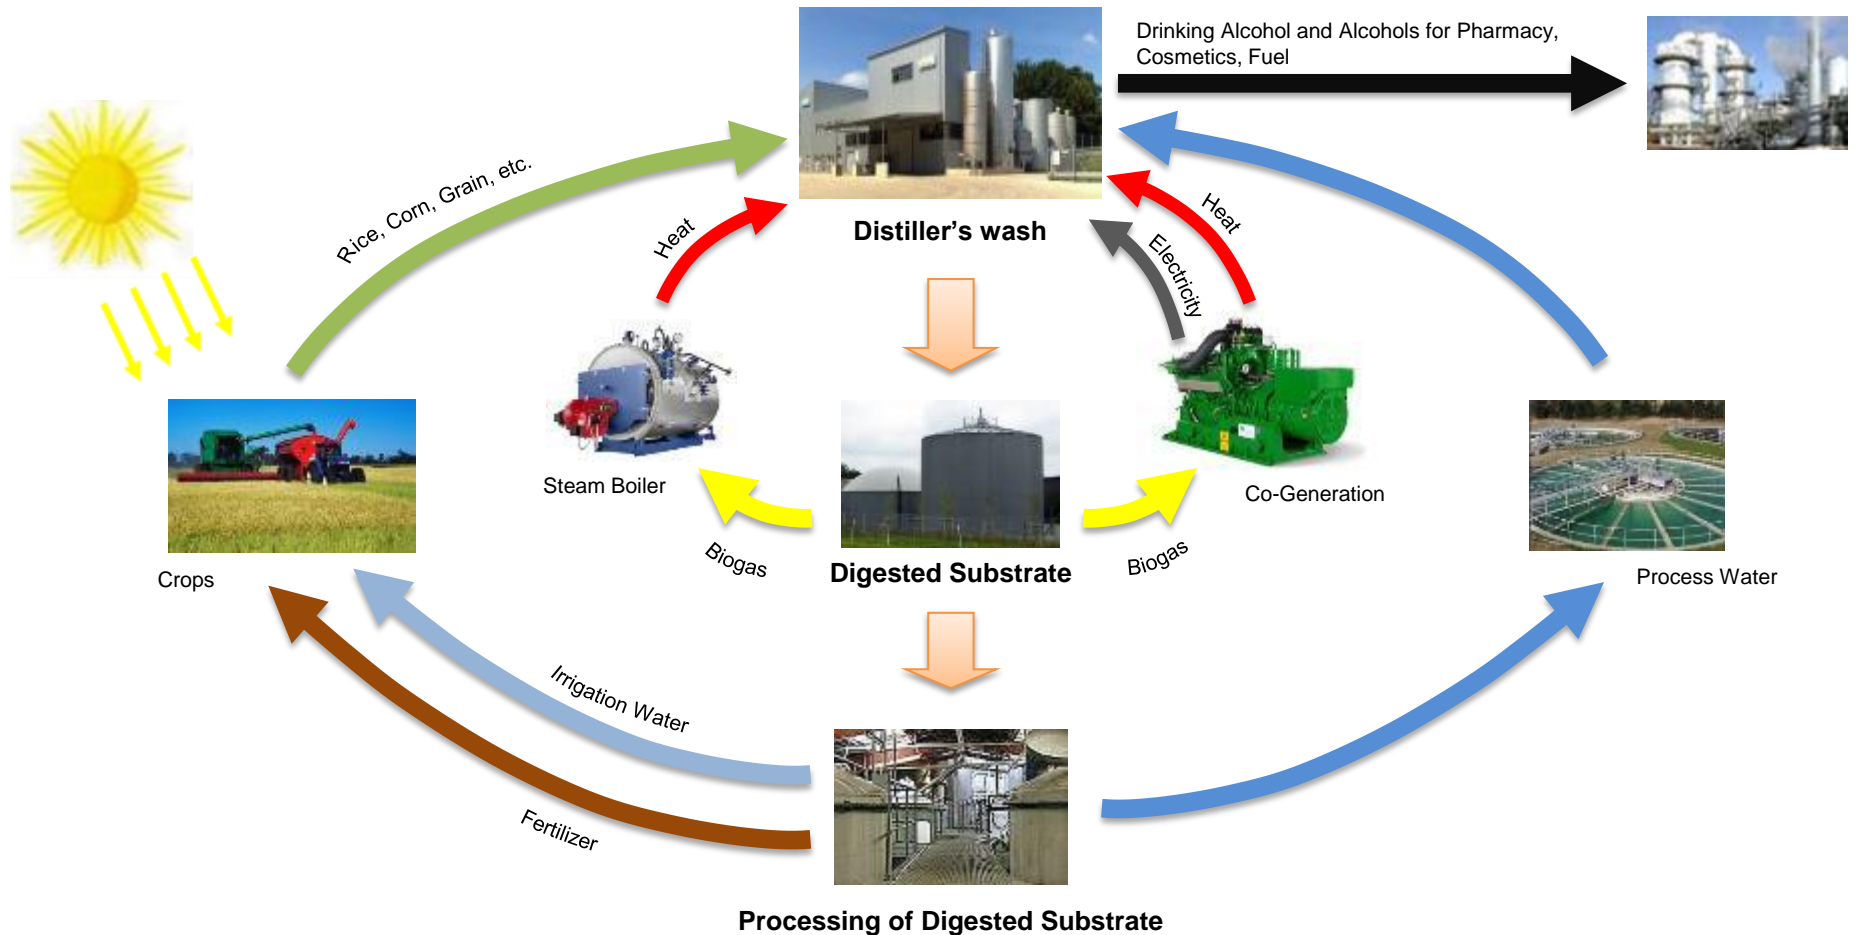 Drinking Alcohol and Alcohols for Pharmacy,
Cosmetics, Fuel
Rice, Corn, Grain, etc.
Heat
Distiller’s wash
Heat
Electricity
Steam Boiler
Co-Generation
Biogas
Digested Substrate
Biogas
Crops
Process Water
Irrigation Water
Fertilizer
Processing of Digested Substrate